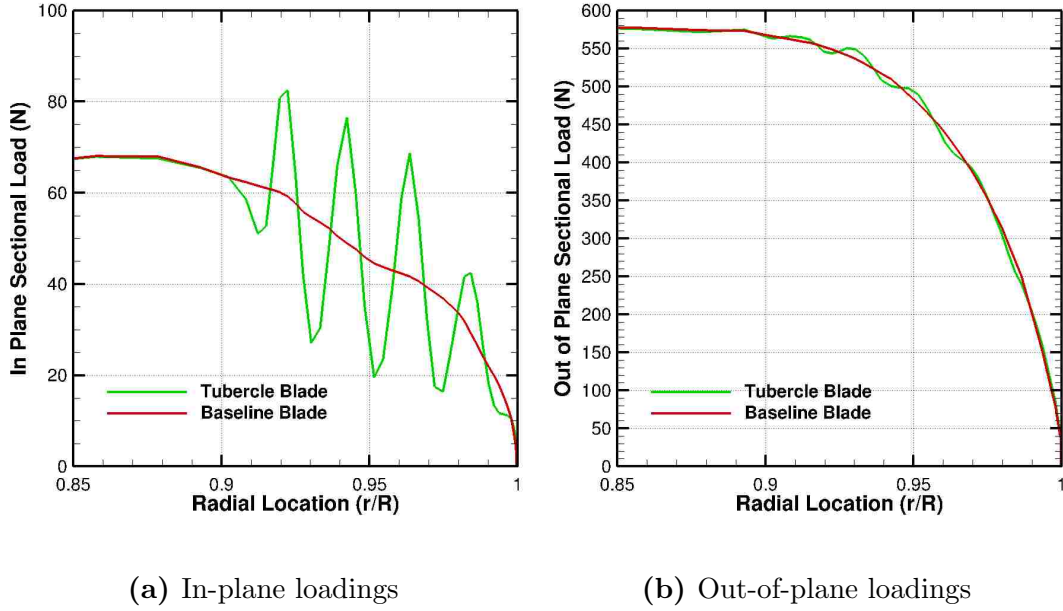 100
80
60
40
20
0
In Plane Sectional Load (N)
Tubercle Blade
Baseline Blade
0.85 0.9 0.95 1
Radial Location (r/R)
(a) In-plane loadings
600
550
500
450
400
350
300
250
200
150
100
50
0
Out of Plane Sectional Load (N)
Tubercle Blade
Baseline Blade
0.85 0.9 0.95 1
Radial Location (r/R)
(b) Out-of-plane loadings